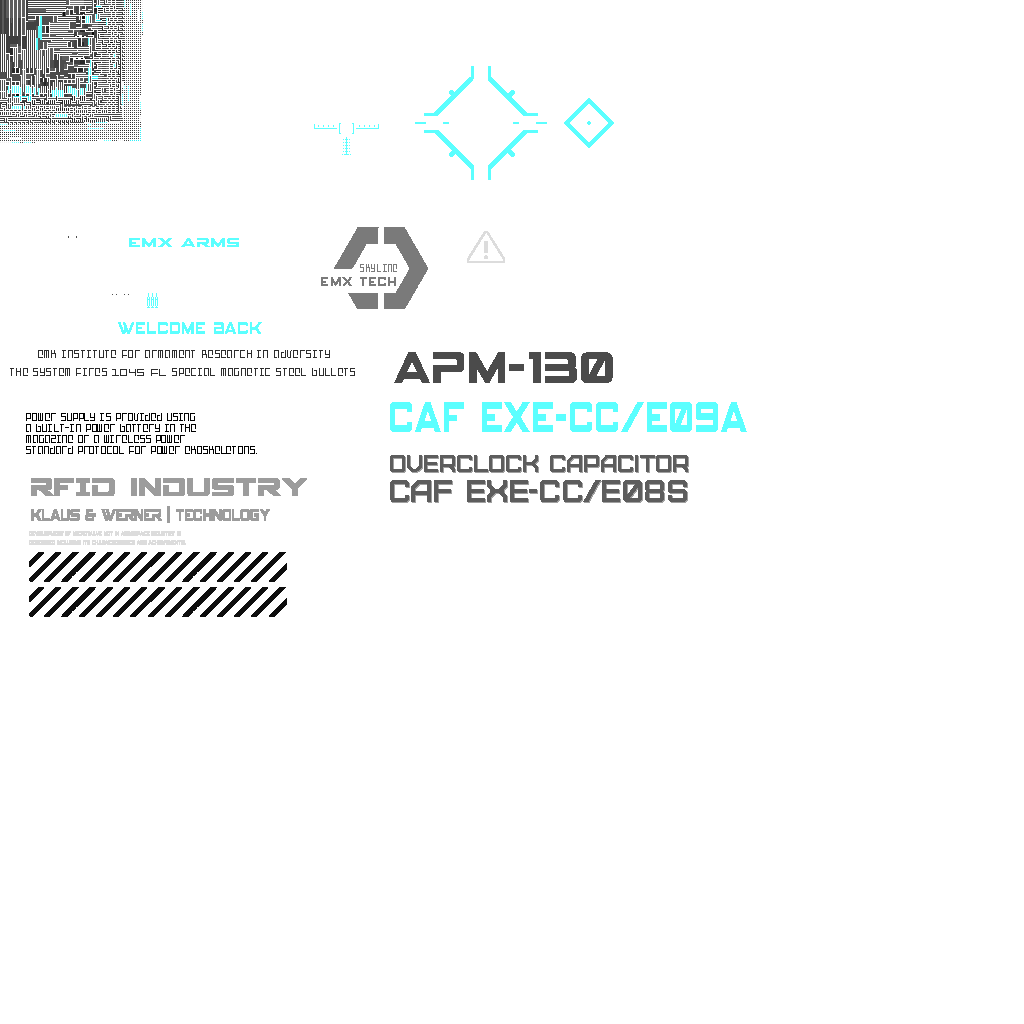 EMX ARMS
SKYLINE
EMX TECH
WELCOME BACK
EMX INSTITUTE FOR ARMAMENT RESEARCH IN ADVERSITY
THE SYSTEM FIRES 1045 FL SPECIAL MAGNETIC STEEL BULLETS
APM-130
CAF EXE-CC/E09A
POWER SUPPLY IS PROVIDED USING
A BUILT-IN POWER BATTERY IN THE
MAGAZINE OR A WIRELESS POWER
STANDARD PROTOCOL FOR POWER EXOSKELETONS.
OVERCLOCK CAPACITOR
CAF EXE-CC/E08S
RFID INDUSTRY
KLAUS & WERNER | TECHNOLOGY